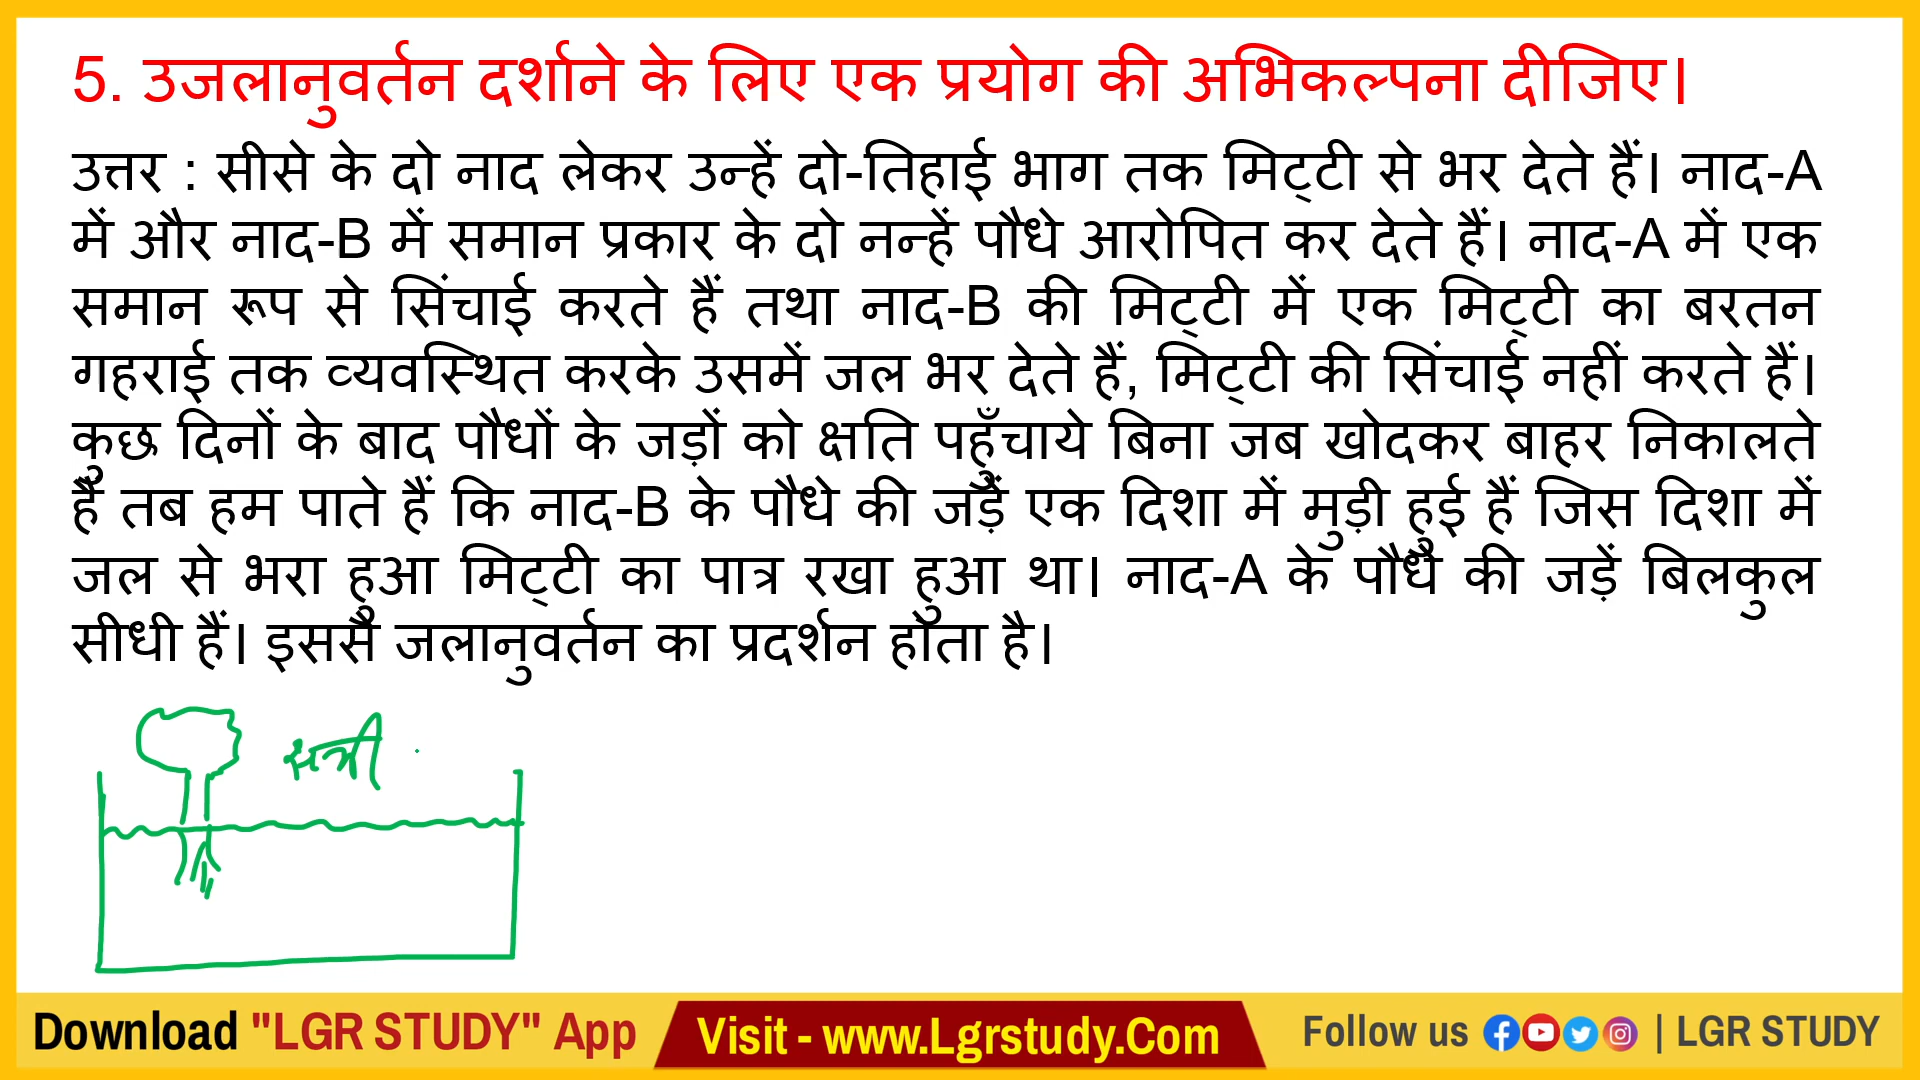 5. उजलानुवर्तन दर्शाने के लिए एक प्रयोग की अभिकल्पना दीजिए।
उत्तर : सीसे के दो नाद लेकर उन्हें दो-तिहाई भाग तक मिट्टी से भर देते हैं। नाद-A
में और नाद-B में समान प्रकार के दो नन्हें पौधे आरोपित कर देते हैं। नाद-A में एक
समान रूप से सिंचाई करते हैं तथा नाद-B की मिट्टी में एक मिट्टी का बरतन
गहराई तक व्यवस्थित करके उसमें जल भर देते हैं, मिट्टी की सिंचाई नहीं करते हैं।
कुछ दिनों के बाद पौधों के जड़ों को क्षति पहुँचाये बिना जब खोदकर बाहर निकालते
हैं तब हम पाते हैं कि नाद-B के पौधे की जड़ें एक दिशा में मुड़ी हुई हैं जिस दिशा में
जल से भरा हुआ मिट्टी का पात्र रखा हुआ था। नाद-A के पौधे की जड़ें बिलकुल
सीधी हैं। इससे जलानुवर्तन का प्रदर्शन होता है।
Download "LGR STUDY" App
Visit - www.Lgrstudy.Com
Follow us | LGR STUDY